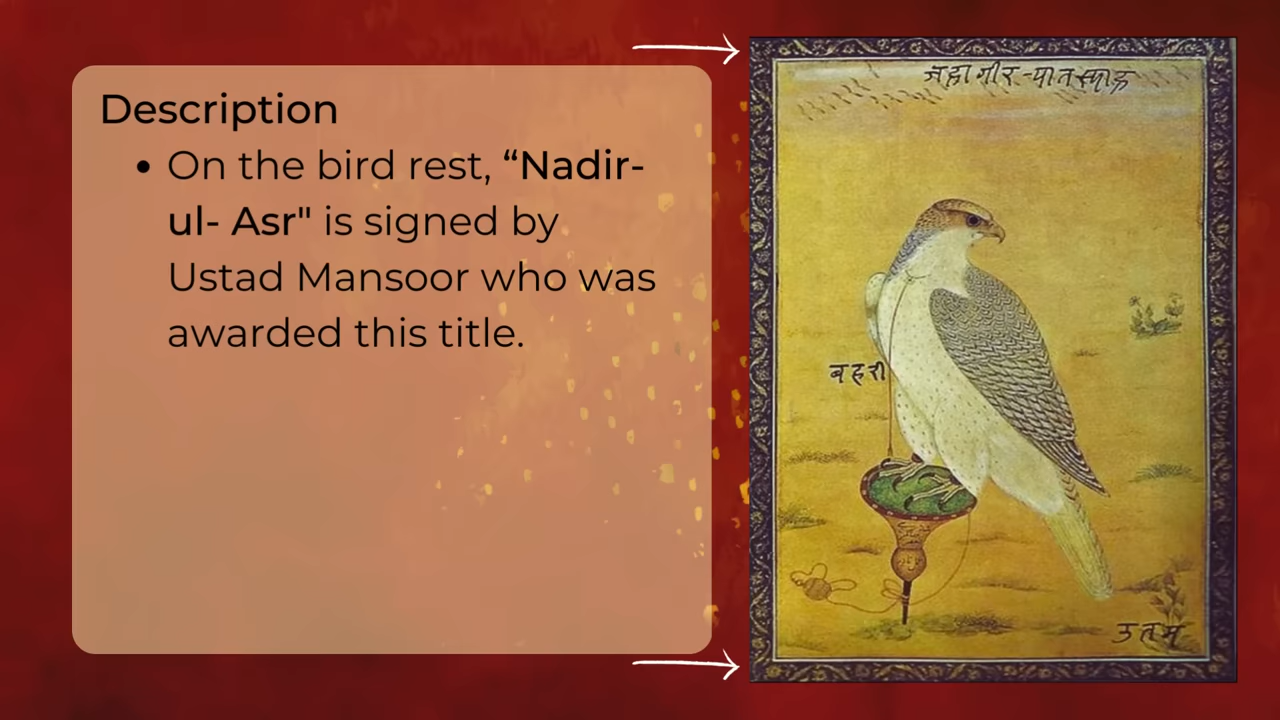 Description
• On the bird rest, “Nadir-
ul- Asr" is signed by
Ustad Mansoor who was
awarded this title.
जहागीर-पातस्याह
बहरी
उतम